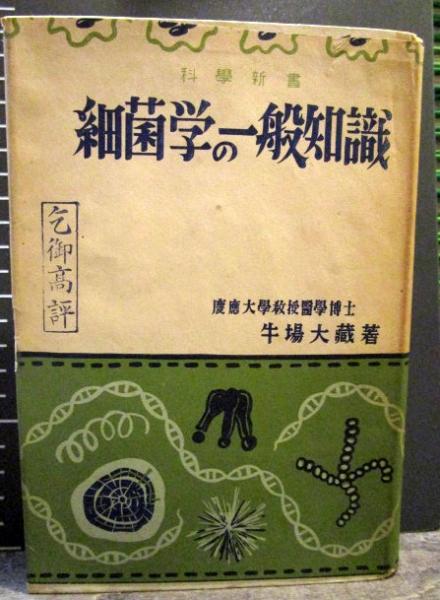 科學新書
細菌学の一般知識
乞御高評
慶應大學教授醫學博士
牛場大藏著